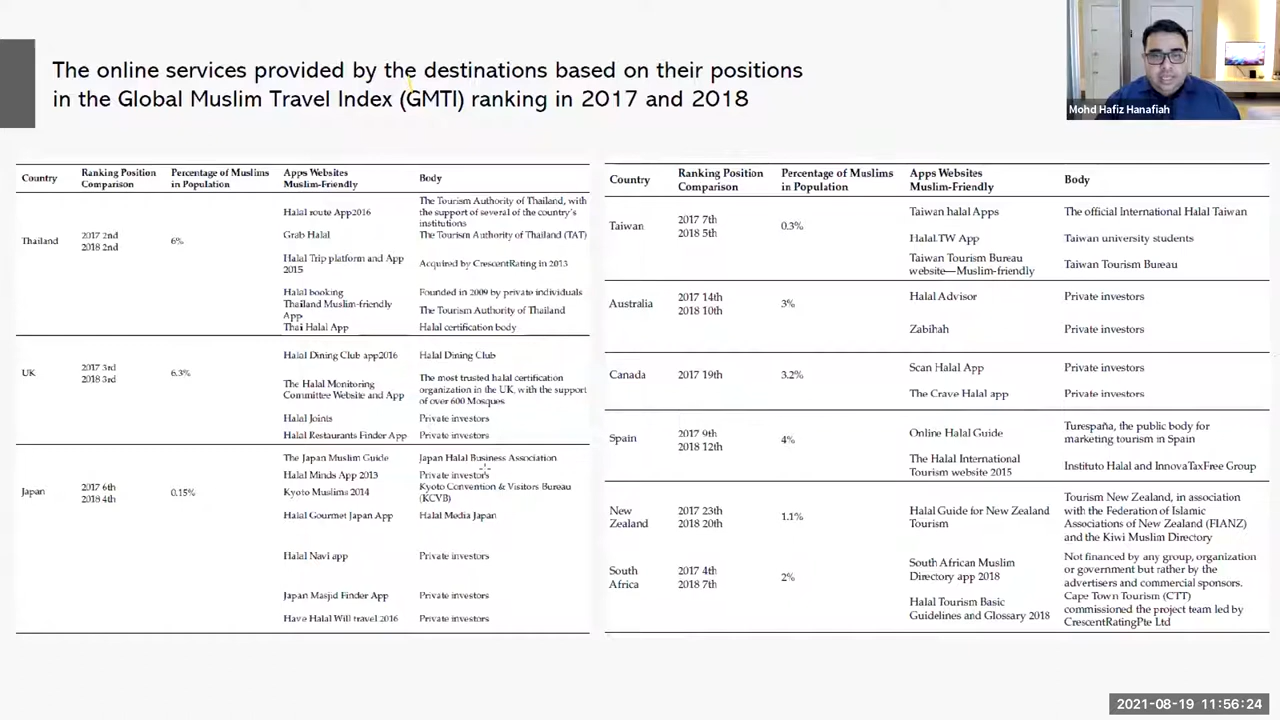 The online services provided by the destinations based on their positions
in the Global Muslim Travel Index (GMTI) ranking in 2017 and 2018
Mohd Hafiz Hanafiah
Country Ranking Position Comparison Percentage of Muslims in Population Apps Websites Muslim-Friendly Body
Thailand 2017 2nd 2018 2nd 6%
Halal route App2016 The Tourism Authority of Thailand, with the support of several of the country's institutions
Grab Halal The Tourism Authority of Thailand (TAT)
Halal Trip platform and App 2015 Acquired by CrescentRating in 2013
Halal booking Founded in 2009 by private individuals
Thailand Muslim-friendly App The Tourism Authority of Thailand
Thai Halal App Halal certification body
UK 2017 3rd 2018 3rd 6.3%
Halal Dining Club app2016 Halal Dining Club
The Halal Monitoring Committee Website and App The most trusted halal certification organization in the UK, with the support of over 600 Mosques
Halal Joints Private investors
Halal Restaurants Finder App Private investors
Japan 2017 6th 2018 4th 0.15%
The Japan Muslim Guide Japan Halal Business Association
Halal Minds App 2013 Private investors
Kyoto Muslims 2014 Kyoto Convention & Visitors Bureau (KCVB)
Halal Gourmet Japan App Halal Media Japan
Halal Navi app Private investors
Japan Masjid Finder App Private investors
Have Halal Will travel 2016 Private investors
Country Ranking Position Comparison Percentage of Muslims in Population Apps Websites Muslim-Friendly Body
Taiwan 2017 7th 2018 5th 0.3%
Taiwan halal Apps The official International Halal Taiwan
Halal.TW App Taiwan university students
Taiwan Tourism Bureau website—Muslim-friendly Taiwan Tourism Bureau
Australia 2017 14th 2018 10th 3%
Halal Advisor Private investors
Zabihah Private investors
Canada 2017 19th 3.2%
Scan Halal App Private investors
The Crave Halal app Private investors
Spain 2017 9th 2018 12th 4%
Online Halal Guide Turespaña, the public body for marketing tourism in Spain
The Halal International Tourism website 2015 Instituto Halal and InnovaTaxFree Group
New Zealand 2017 23th 2018 20th 1.1%
Halal Guide for New Zealand Tourism Tourism New Zealand, in association with the Federation of Islamic Associations of New Zealand (FIANZ) and the Kiwi Muslim Directory
South Africa 2017 4th 2018 7th 2%
South African Muslim Directory app 2018 Not financed by any group, organization or government but rather by the advertisers and commercial sponsors.
Halal Tourism Basic Guidelines and Glossary 2018 Cape Town Tourism (CTT) commissioned the project team led by CrescentRatingPte Ltd
2021-08-19 11:56:24